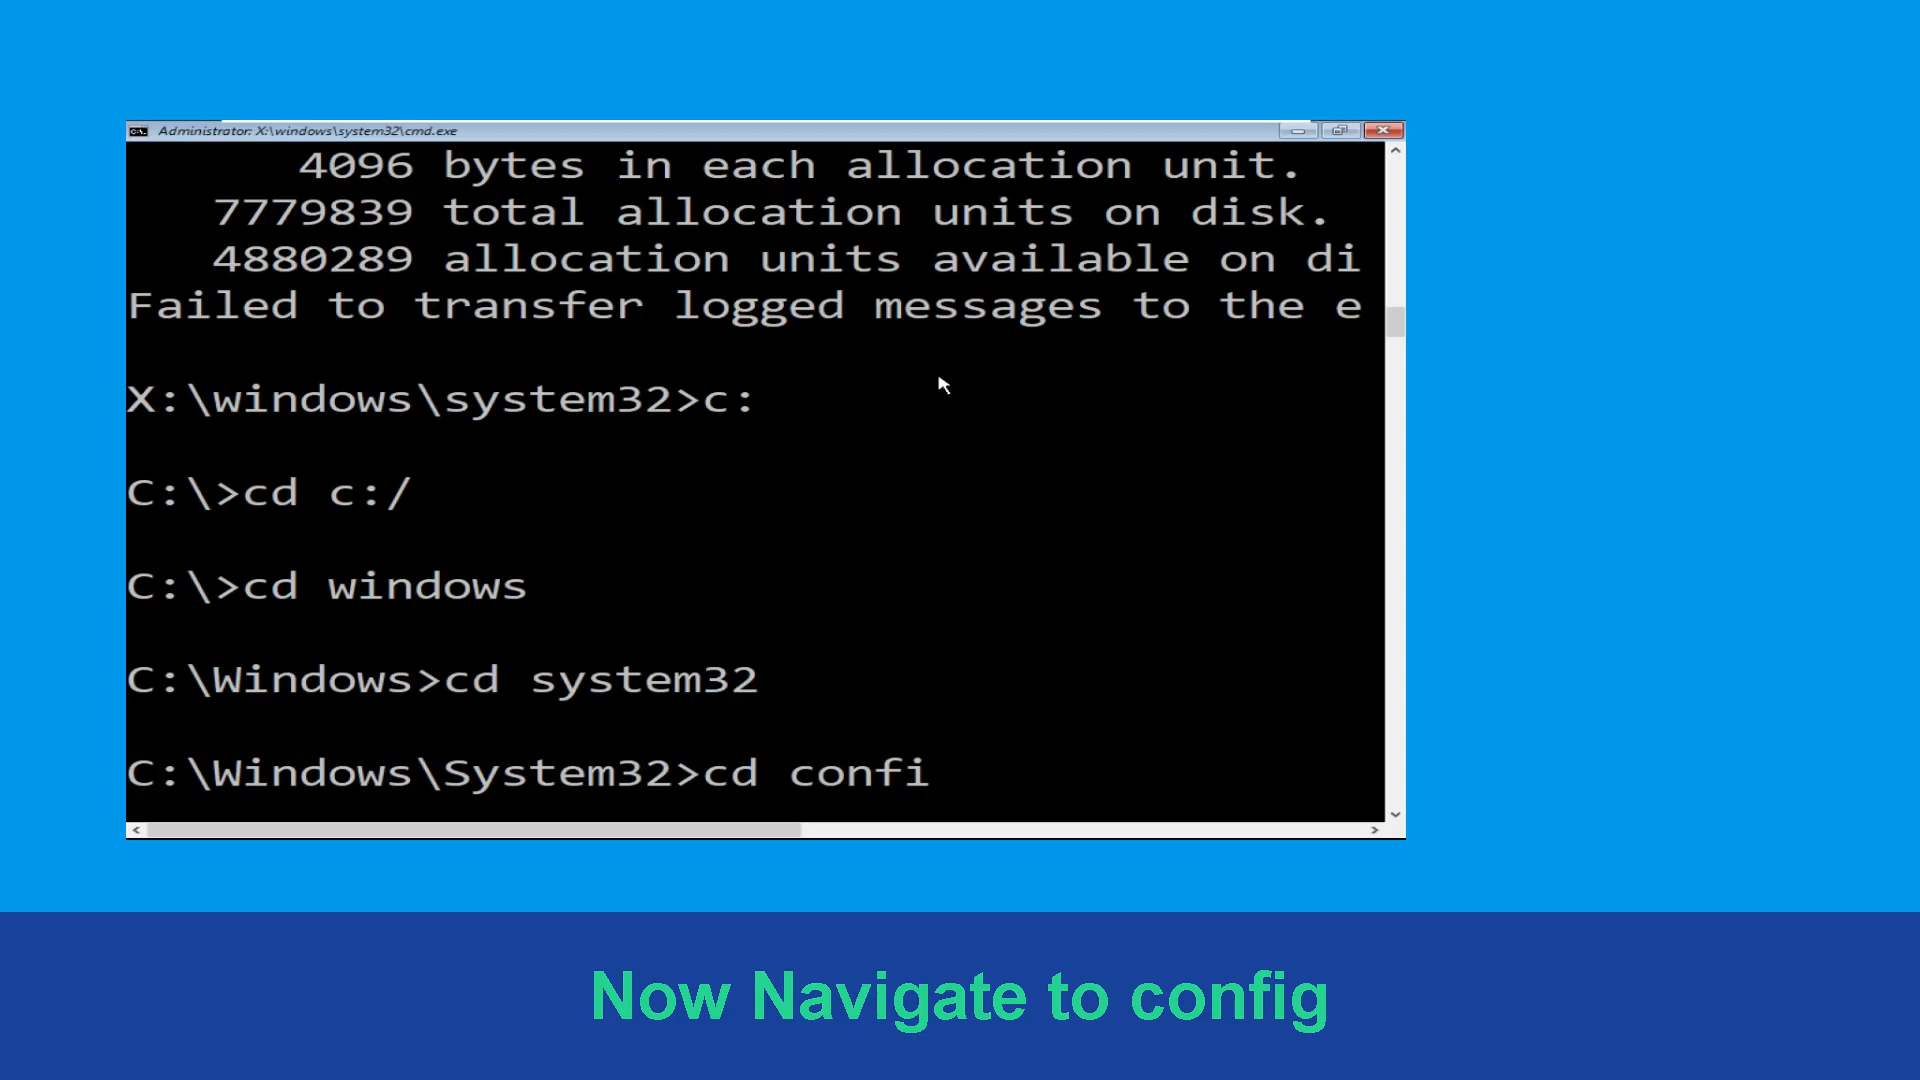 Administrator: X:\windows\system32\cmd.exe
4096 bytes in each allocation unit.
7779839 total allocation units on disk.
4880289 allocation units available on di
Failed to transfer logged messages to the e
X:\windows\system32>c:
C:\>cd c:/
C:\>cd windows
C:\Windows>cd system32
C:\Windows\System32>cd confi
Now Navigate to config